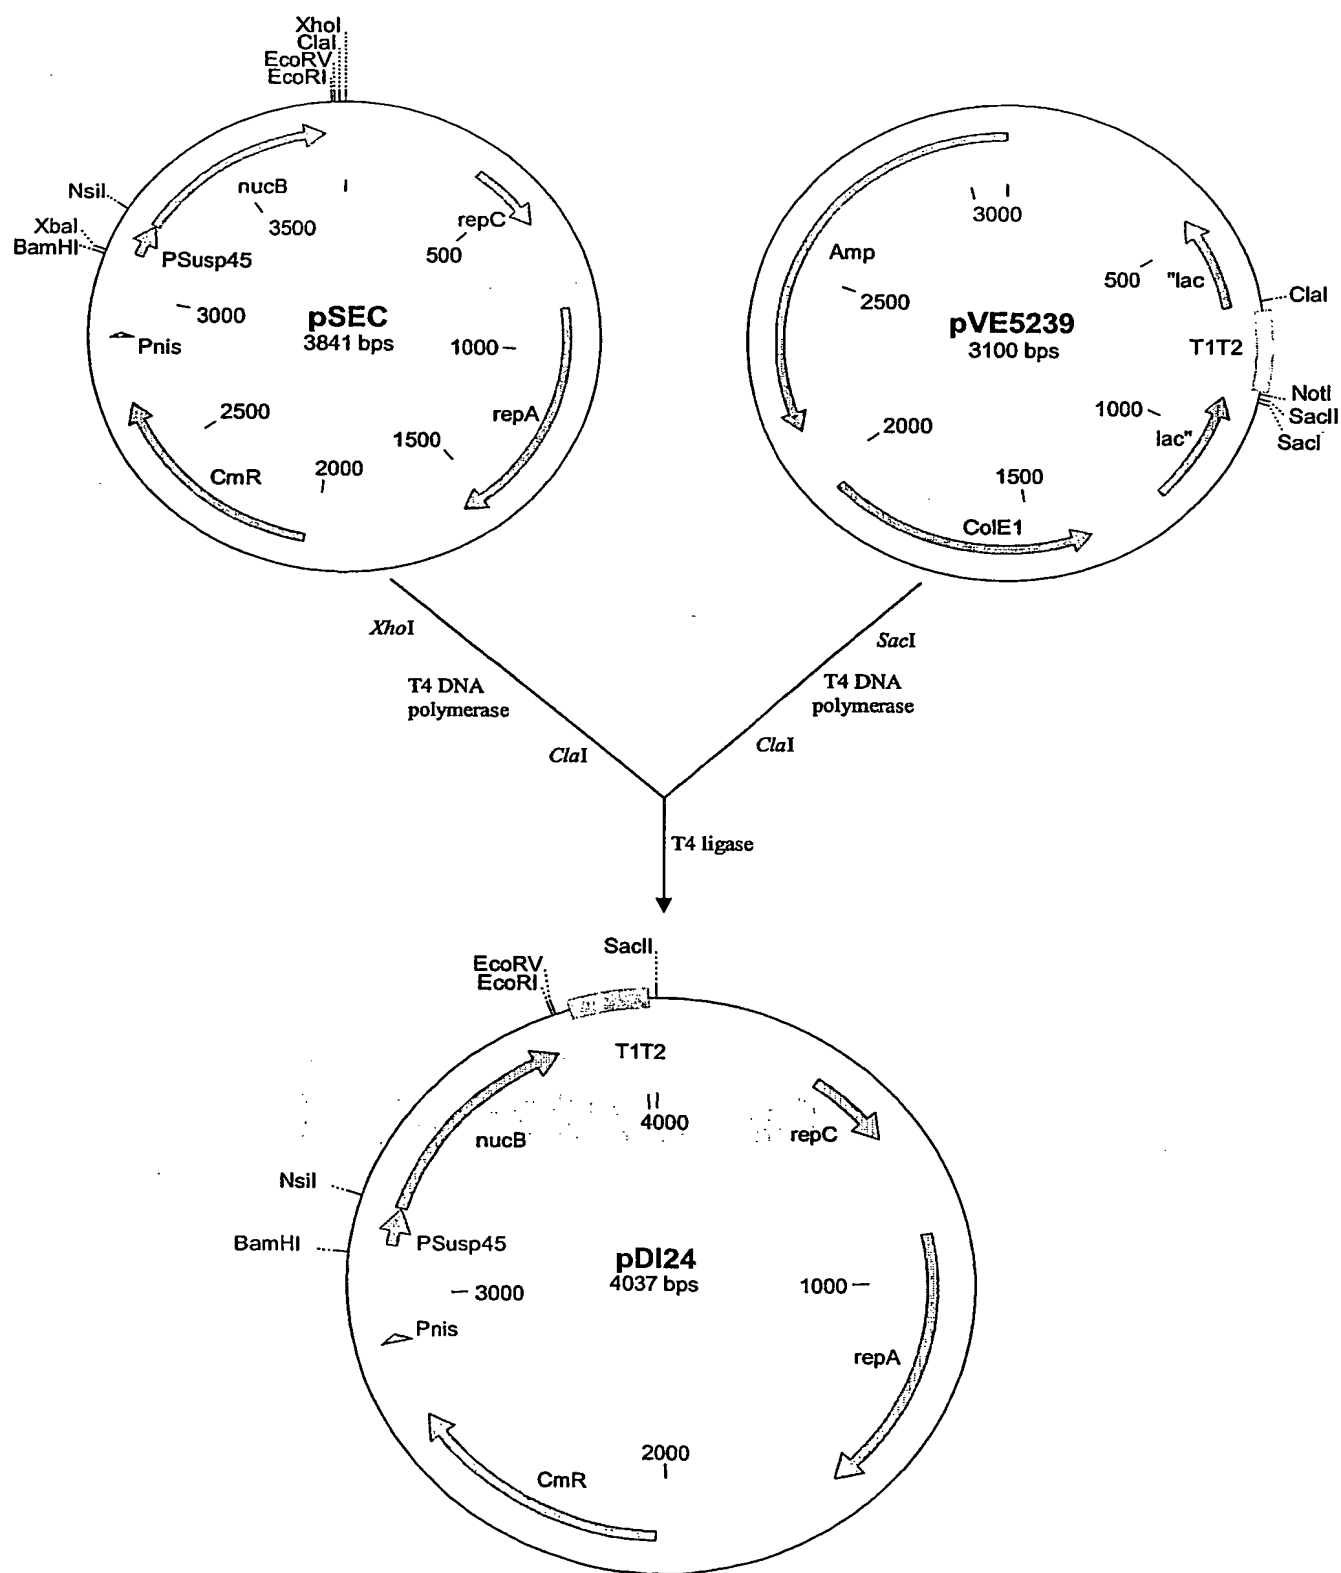 XhoI
ClaI
EcoRV
EcoRI
NsiI
XbaI
BamHI
nucB
3500
PSusp45
repC
500
3000
pSEC
3841 bps
1000
Pnis
2500
repA
1500
CmR
2000
3000
Amp
2500
500
"lac
ClaI
pVE5239
3100 bps
T1T2
NotI
SacII
SacI
1000
lac"
2000
1500
ColE1
XhoI
T4 DNA
polymerase
ClaI
SacI
T4 DNA
polymerase
ClaI
T4 ligase
SacII
EcoRV
EcoRI
T1T2
4000
nucB
repC
NsiI
BamHI
PSusp45
pDI24
4037 bps
3000
1000
Pnis
repA
2000
CmR